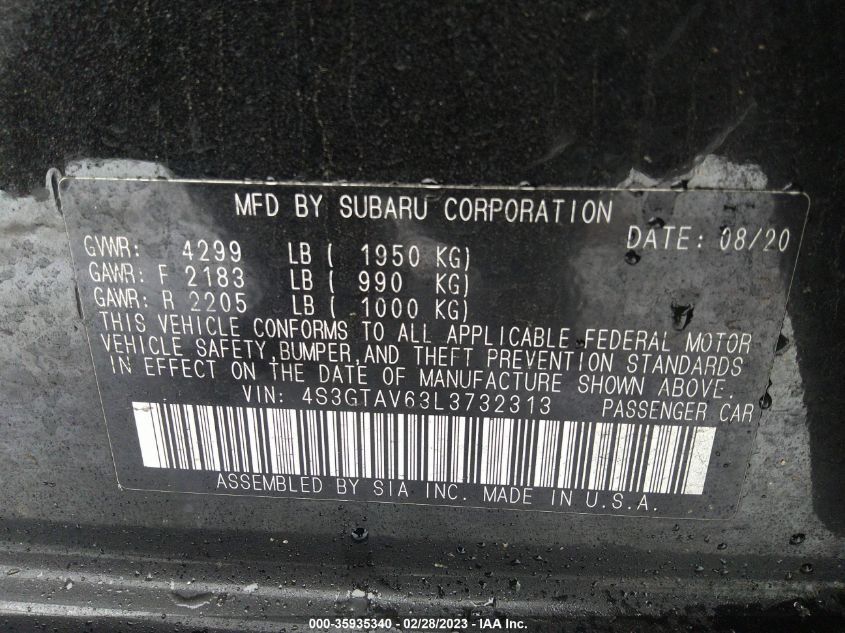 MFD BY SUBARU CORPORATION
DATE: 08/20
GVWR: 4299 LB ( 1950 KG)
GAWR: F 2183 LB ( 990 KG)
GAWR: R 2205 LB ( 1000 KG)
THIS VEHICLE CONFORMS TO ALL APPLICABLE FEDERAL MOTOR
VEHICLE SAFETY,BUMPER,AND THEFT PREVENTION STANDARDS
IN EFFECT ON THE DATE OF MANUFACTURE SHOWN ABOVE.
VIN: 4S3GTAV63L3732313 PASSENGER CAR
ASSEMBLED BY SIA INC. MADE IN U.S.A.
000-35935340 - 02/28/2023 - IAA Inc.